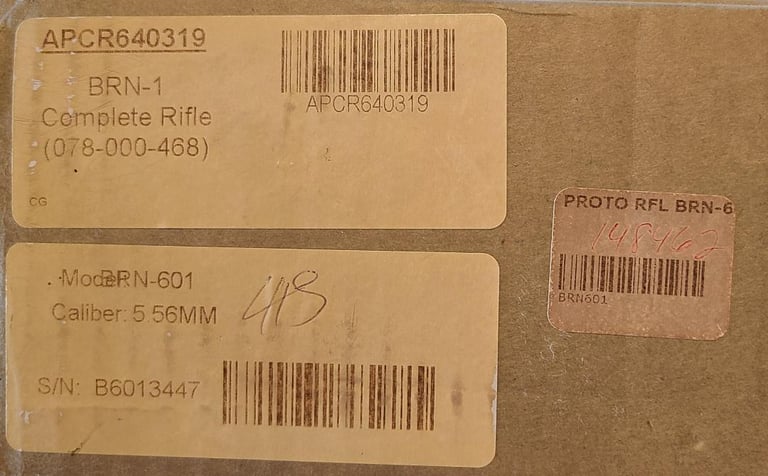 APCR640319
APCR640319
BRN-1
Complete Rifle
(078-000-468)
CG
PROTO RFL BRN-6
148462
BRN601
Model: BRN-601
Caliber: 5.56MM
418
S/N: B6013447